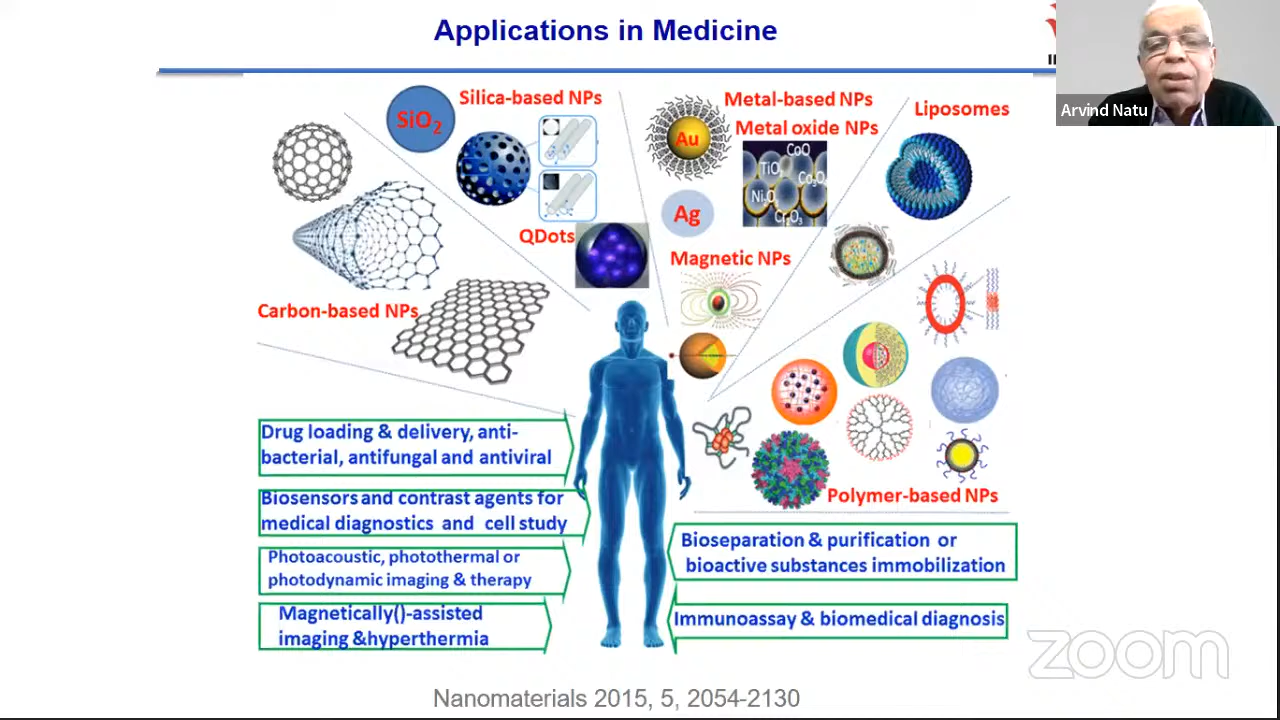 Applications in Medicine
Arvind Natu
Silica-based NPs
SiO2
QDots
Carbon-based NPs
Metal-based NPs
Metal oxide NPs
Au
Ag
CoO
TiO2
Ni2O3
Cr2O3
Magnetic NPs
Liposomes
Polymer-based NPs
Drug loading & delivery, anti-
bacterial, antifungal and antiviral
Biosensors and contrast agents for
medical diagnostics and cell study
Photoacoustic, photothermal or
photodynamic imaging & therapy
Magnetically()-assisted
imaging &hyperthermia
Bioseparation & purification or
bioactive substances immobilization
Immunoassay & biomedical diagnosis
zoom
Nanomaterials 2015, 5, 2054-2130